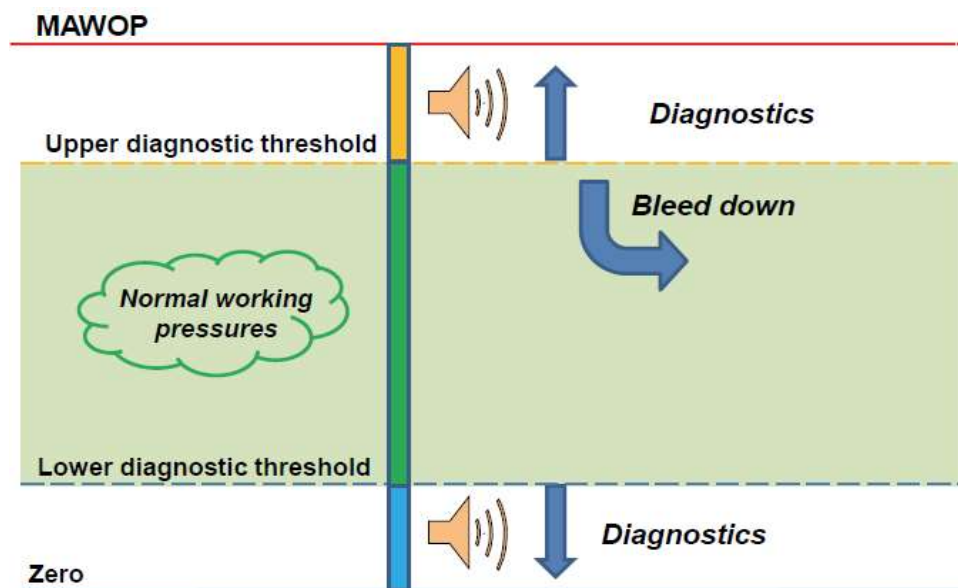 MAWOP
Diagnostics
Upper diagnostic threshold
Bleed down
Normal working
pressures
Lower diagnostic threshold
Diagnostics
Zero